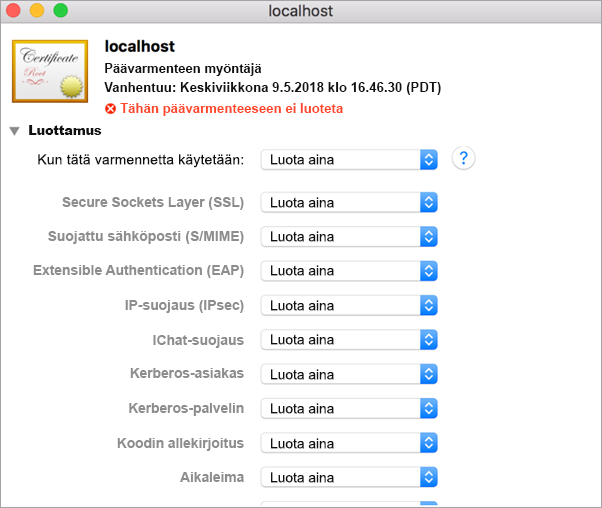 localhost
Certificate
Root
localhost
Päävarmenteen myöntäjä
Vanhentuu: Keskiviikkona 9.5.2018 klo 16.46.30 (PDT)
Tähän päävarmenteeseen ei luoteta
Luottamus
Kun tätä varmennetta käytetään: Luota aina ?
Secure Sockets Layer (SSL) Luota aina
Suojattu sähköposti (S/MIME) Luota aina
Extensible Authentication (EAP) Luota aina
IP-suojaus (IPsec) Luota aina
IChat-suojaus Luota aina
Kerberos-asiakas Luota aina
Kerberos-palvelin Luota aina
Koodin allekirjoitus Luota aina
Aikaleima Luota aina